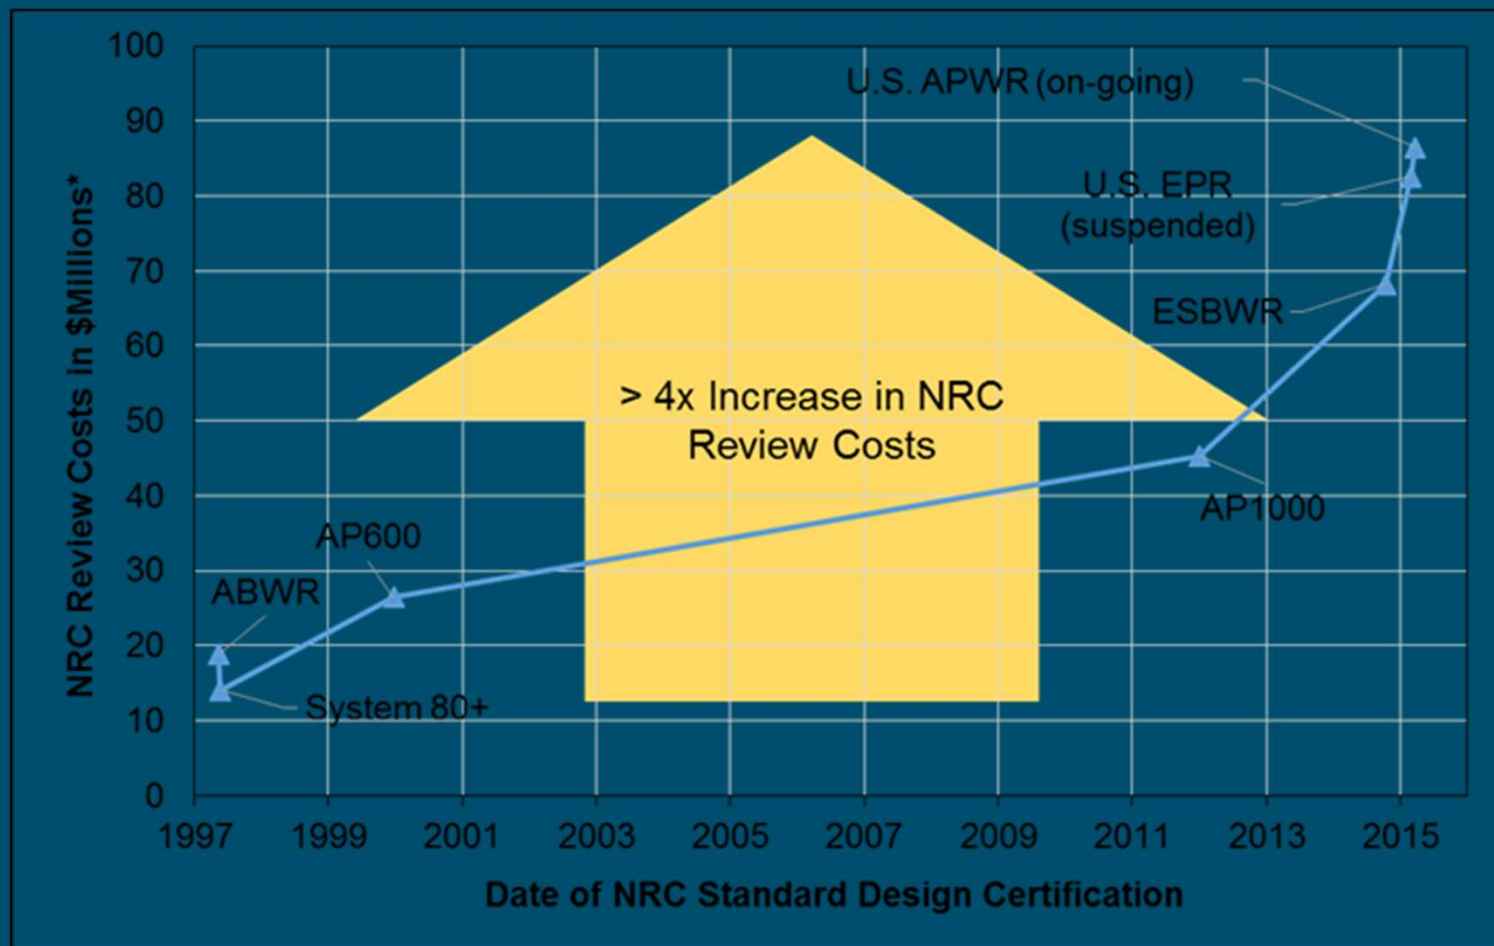 100
90
80
70
60
50
40
30
20
10
0
NRC Review Costs in $Millions*
U.S. APWR (on-going)
U.S. EPR
(suspended)
ESBWR
> 4x Increase in NRC
Review Costs
AP1000
AP600
ABWR
System 80+
1997 1999 2001 2003 2005 2007 2009 2011 2013 2015
Date of NRC Standard Design Certification